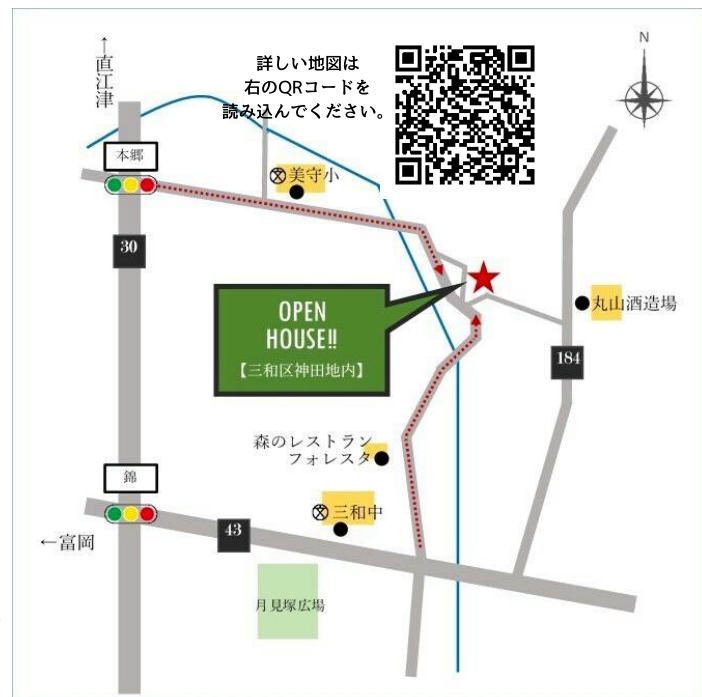 ←直江津
詳しい地図は
右のQRコードを
読み込んでください。
N
本郷
美守小
30
OPEN
HOUSE!!
【三和区神田地内】
丸山酒造場
184
森のレストラン
フォレスタ
錦
三和中
43
←富岡
月見塚広場